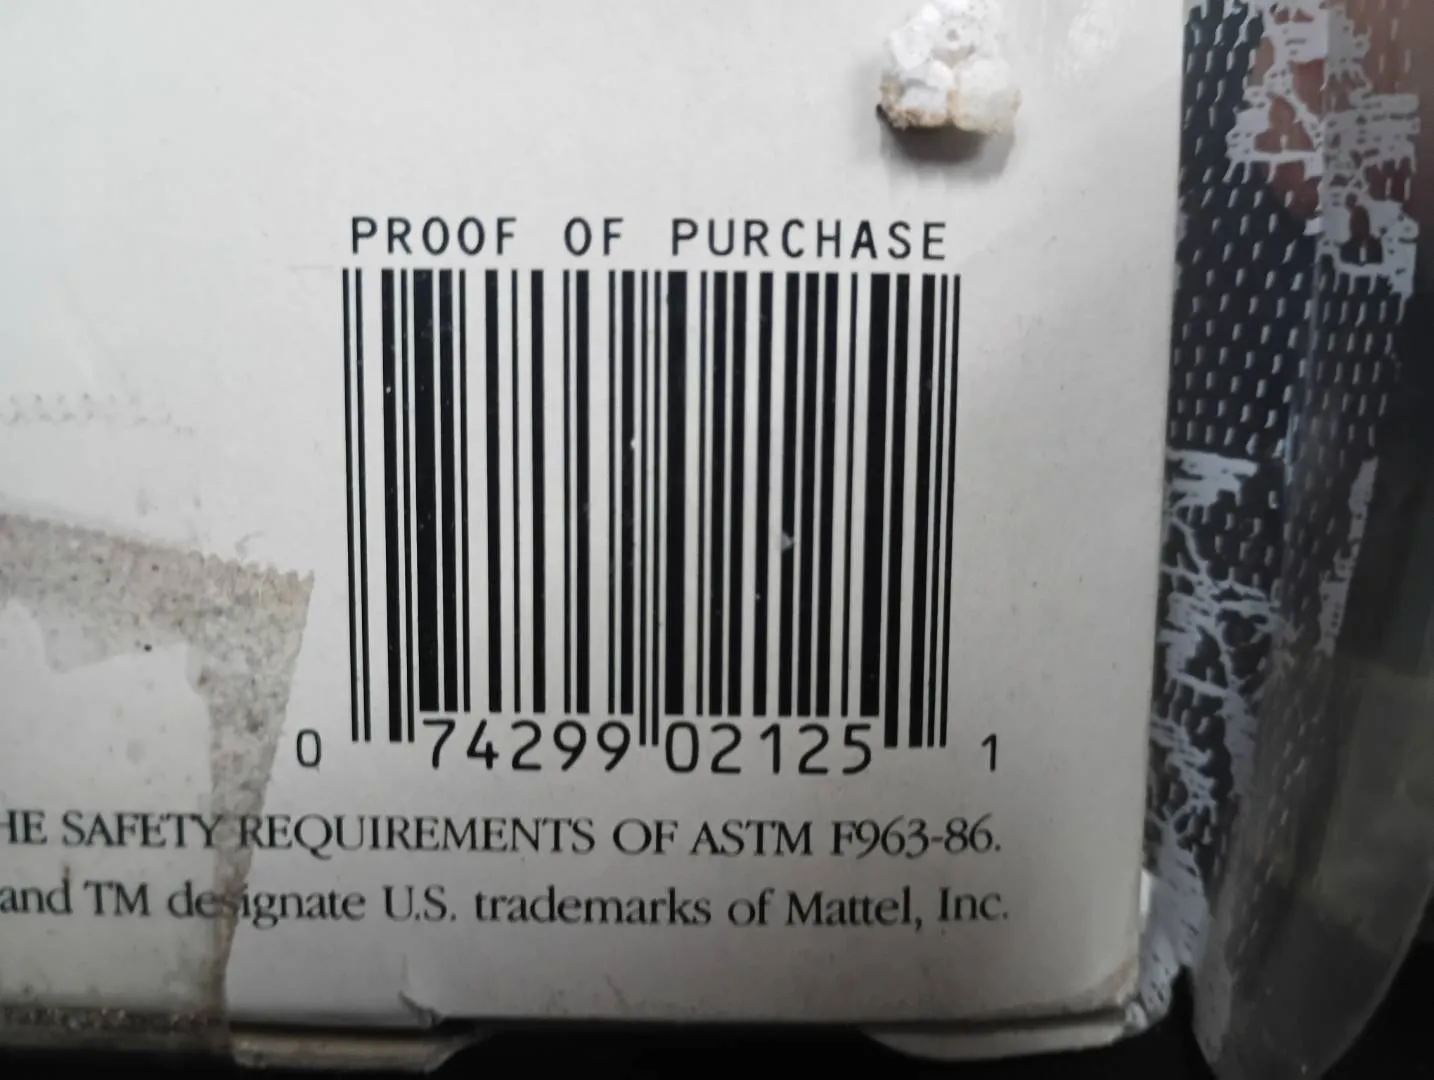 PROOF OF PURCHASE
0 74299 02125 1
HE SAFETY REQUIREMENTS OF ASTM F963-86.
and TM designate U.S. trademarks of Mattel, Inc.